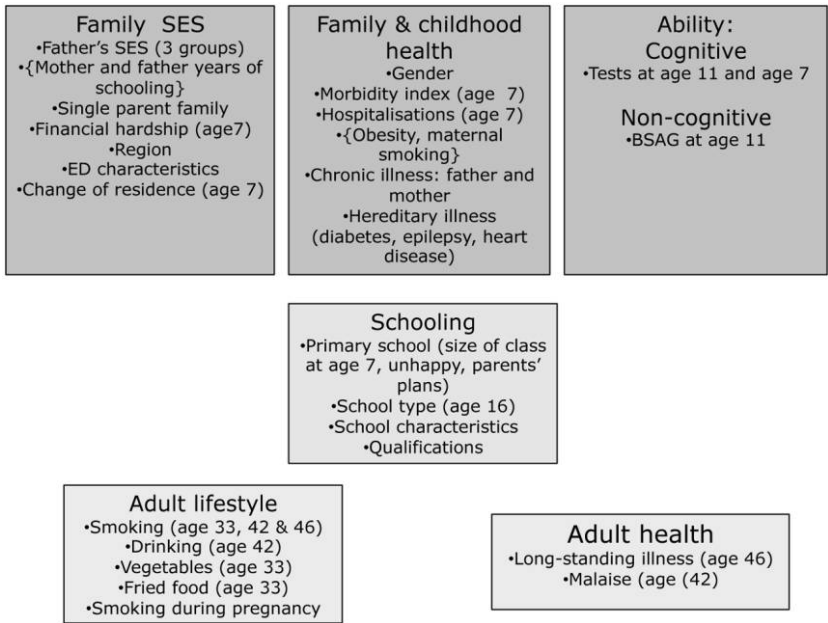 Family SES
•Father's SES (3 groups)
•{Mother and father years of
schooling}
•Single parent family
•Financial hardship (age7)
•Region
•ED characteristics
•Change of residence (age 7)
Family & childhood
health
•Gender
•Morbidity index (age 7)
•Hospitalisations (age 7)
•{Obesity, maternal
smoking}
•Chronic illness: father and
mother
•Hereditary illness
(diabetes, epilepsy, heart
disease)
Ability:
Cognitive
•Tests at age 11 and age 7
Non-cognitive
•BSAG at age 11
Schooling
•Primary school (size of class
at age 7, unhappy, parents'
plans)
•School type (age 16)
•School characteristics
•Qualifications
Adult lifestyle
•Smoking (age 33, 42 & 46)
•Drinking (age 42)
•Vegetables (age 33)
•Fried food (age 33)
•Smoking during pregnancy
Adult health
•Long-standing illness (age 46)
•Malaise (age (42)